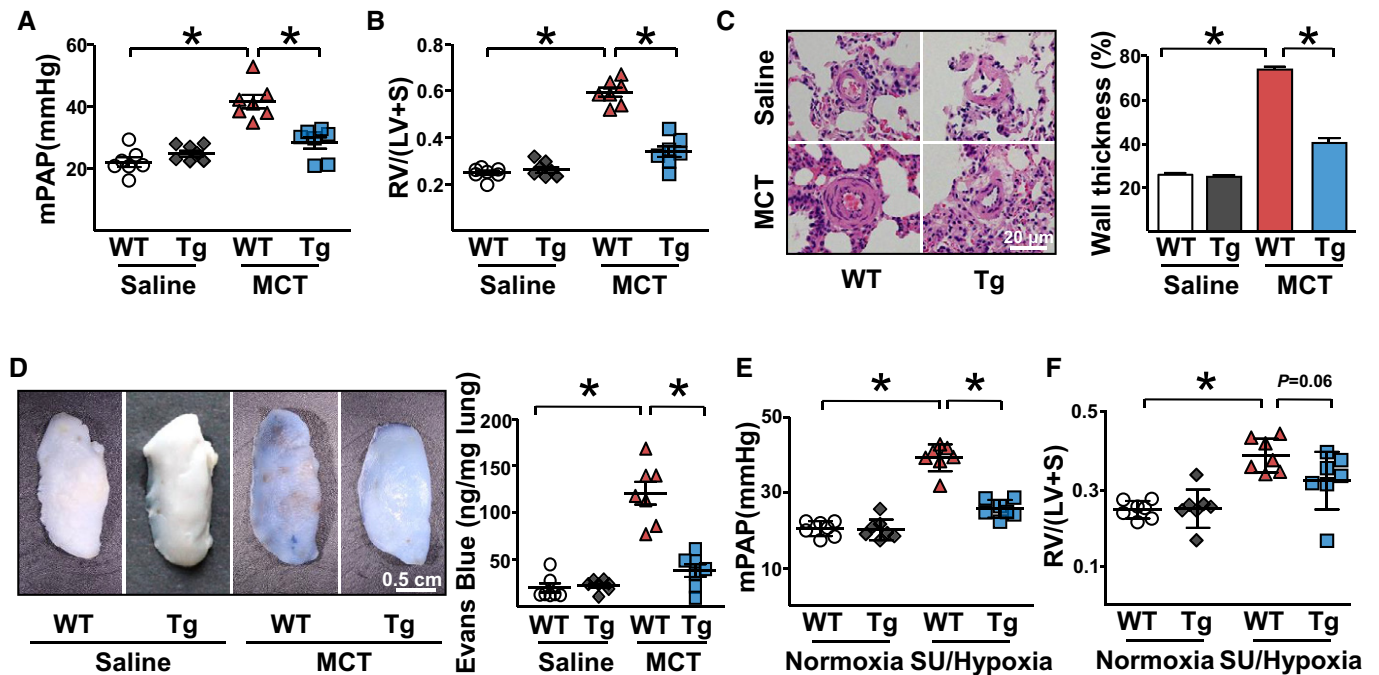 A
mPAP(mmHg)
60
40
20
*
*
WT Tg WT Tg
Saline MCT
B
RV/(LV+S)
0.8
0.6
0.4
0.2
*
*
WT Tg WT Tg
Saline MCT
C
Saline
MCT
20 µm
WT Tg
Wall thickness (%)
80
60
40
20
*
*
WT Tg WT Tg
Saline MCT
D
0.5 cm
WT Tg WT Tg
Saline MCT
Evans Blue (ng/mg lung)
200
150
100
50
*
*
WT Tg WT Tg
Saline MCT
E
mPAP(mmHg)
50
30
10
*
*
WT Tg WT Tg
Normoxia SU/Hypoxia
F
RV/(LV+S)
0.5
0.3
0.1
*
P=0.06
WT Tg WT Tg
Normoxia SU/Hypoxia